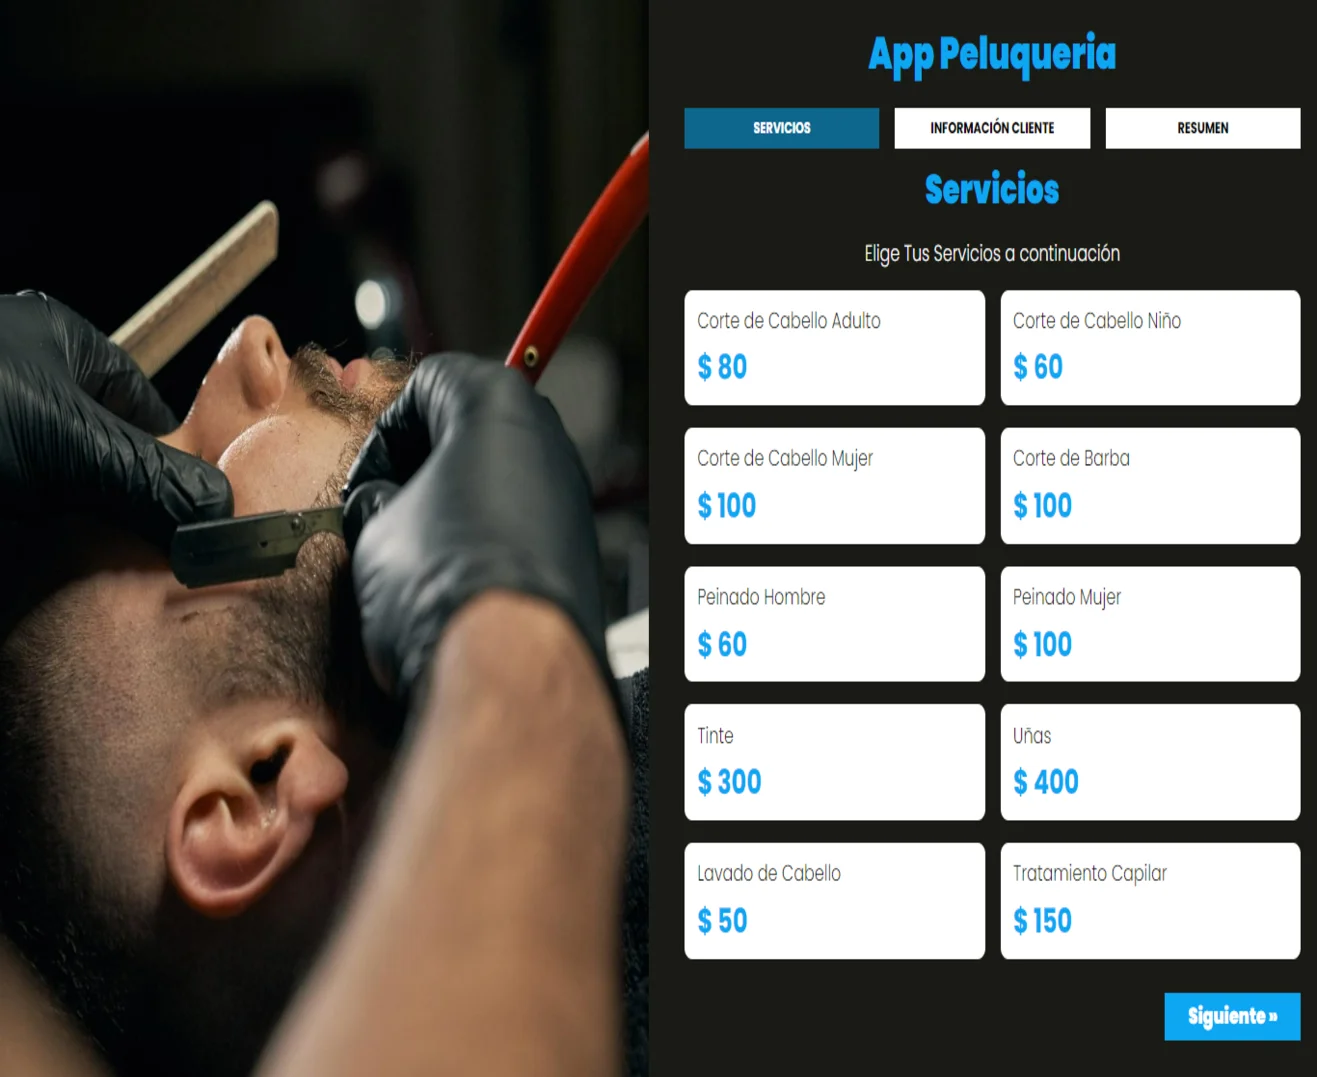 App Peluqueria
SERVICIOS
INFORMACIÓN CLIENTE
RESUMEN
Servicios
Elige Tus Servicios a continuación
Corte de Cabello Adulto
$ 80
Corte de Cabello Niño
$ 60
Corte de Cabello Mujer
$ 100
Corte de Barba
$ 100
Peinado Hombre
$ 60
Peinado Mujer
$ 100
Tinte
$ 300
Uñas
$ 400
Lavado de Cabello
$ 50
Tratamiento Capilar
$ 150
Siguiente »